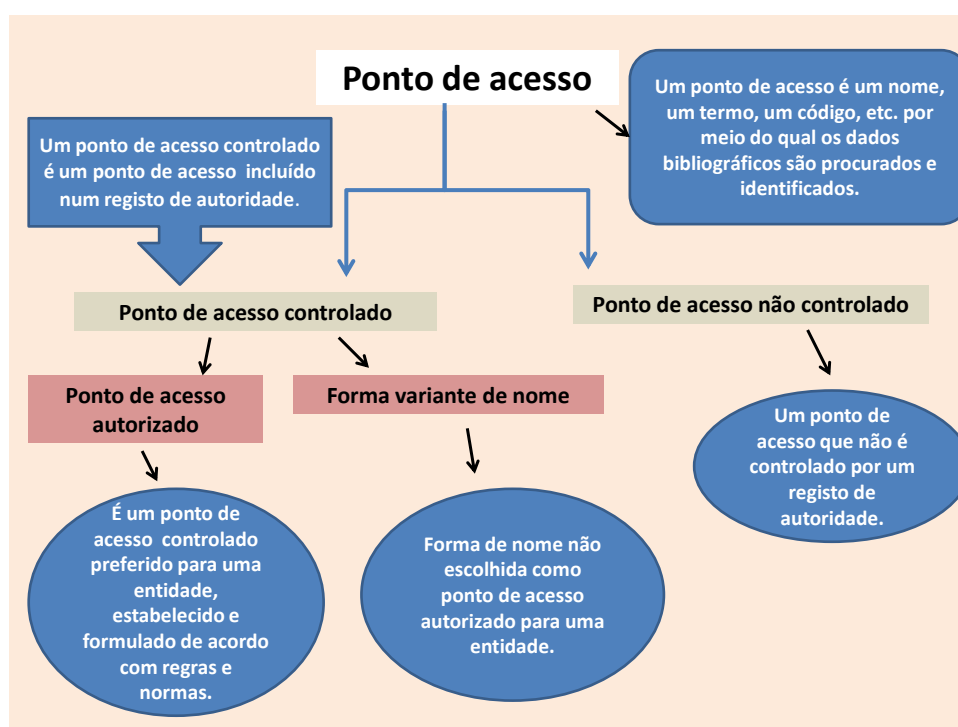 Ponto de acesso
Um ponto de acesso é um nome,
um termo, um código, etc. por
meio do qual os dados
bibliográficos são procurados e
identificados.
Um ponto de acesso controlado
é um ponto de acesso incluído
num registo de autoridade.
Ponto de acesso controlado
Ponto de acesso não controlado
Ponto de acesso
autorizado
Forma variante de nome
Um ponto de
acesso que não é
controlado por um
registo de
autoridade.
É um ponto de
acesso controlado
preferido para uma
entidade,
estabelecido e
formulado de acordo
com regras e
normas.
Forma de nome não
escolhida como
ponto de acesso
autorizado para uma
entidade.